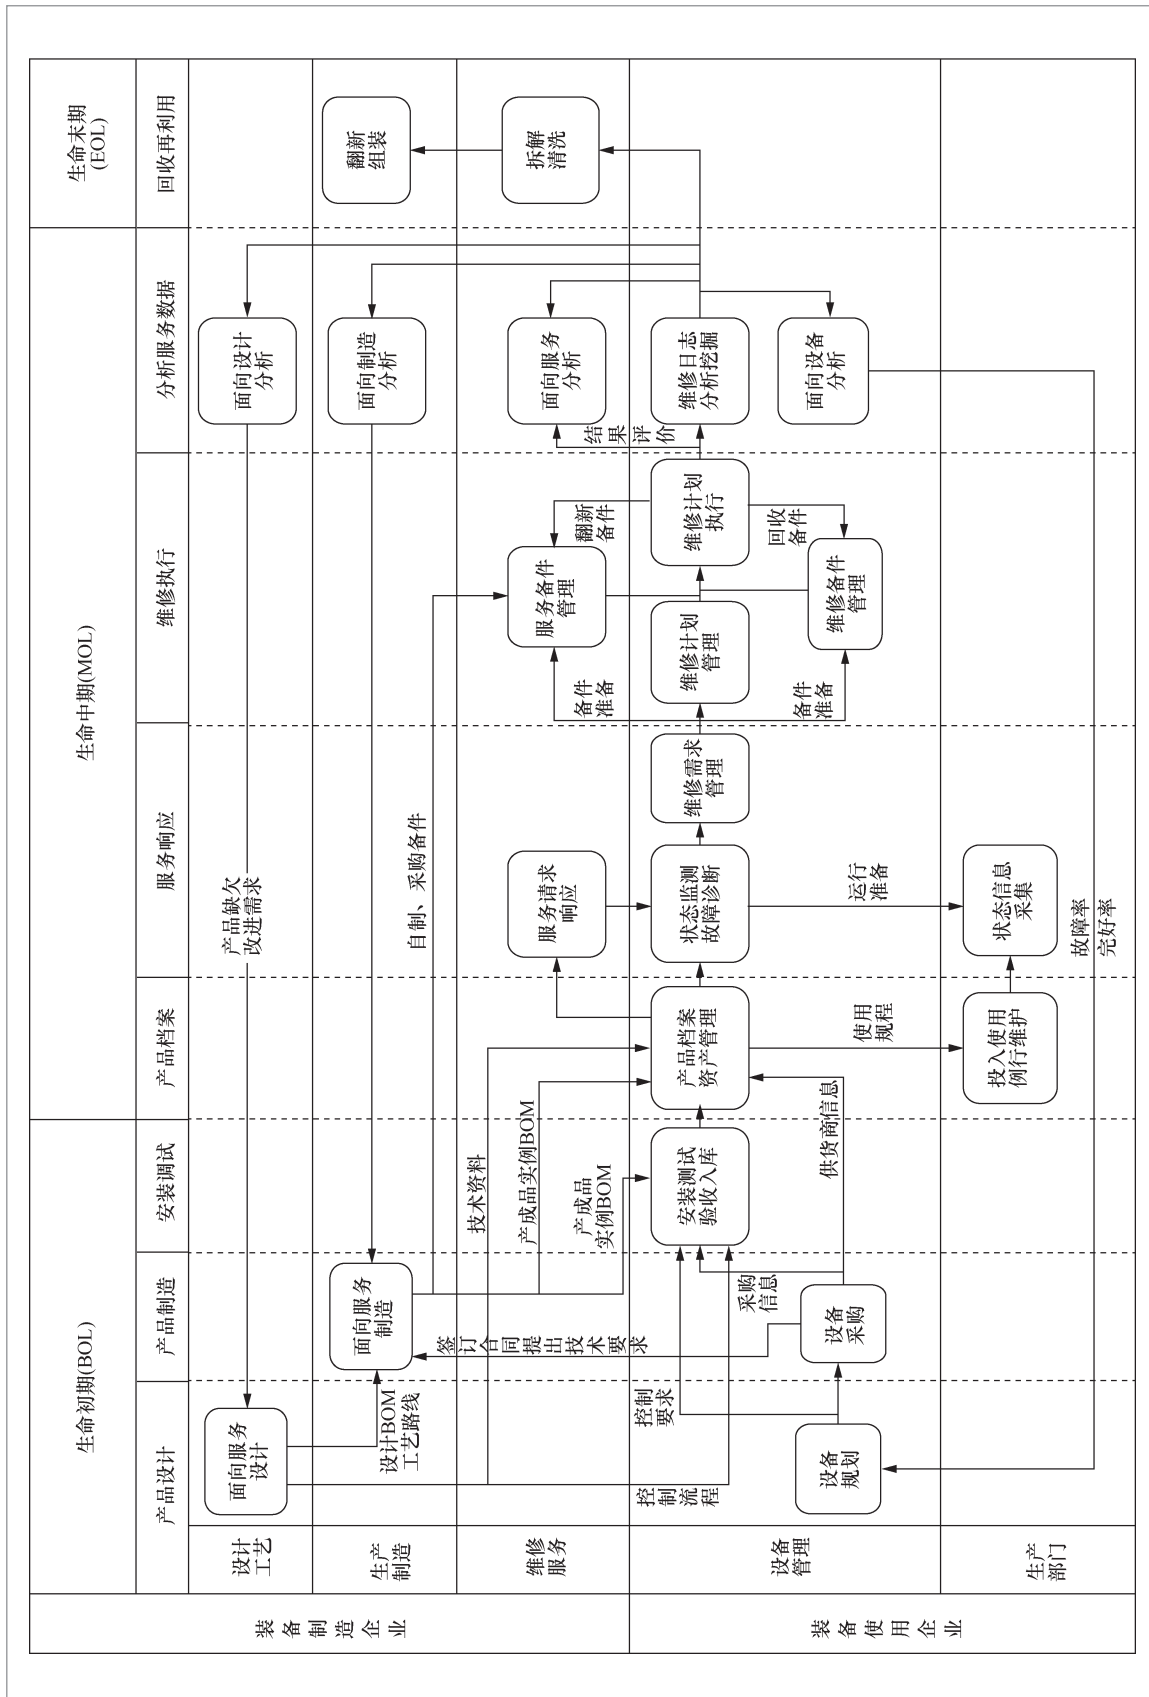 生命初期(BOL)
生命中期(MOL)
生命末期
(EOL)
产品设计
产品制造
安装调试
产品档案
服务响应
维修执行
分析服务数据
回收再利用
装备制造企业
设计
工艺
面向服务
设计
产品缺欠
改进需求
面向设计
分析
生产
制造
设计BOM
工艺路线
面向服务
制造
自制、采购备件
面向制造
分析
翻新
组装
维修
服务
签订合同提出技术要求
技术资料
产成品实例BOM
产成品
实例BOM
服务请求
响应
备件
准备
服务备件
管理
翻新
备件
面向服务
分析
结果评价
拆解
清洗
装备使用企业
设备
管理
控制流程
控制
要求
安装测试
验收入库
产品档案
资产管理
状态监测
故障诊断
维修需求
管理
维修计划
管理
维修计划
执行
维修日志
分析挖掘
设备
规划
设备
采购
采购
信息
供货商信息
使用
规程
运行
准备
备件
准备
维修备件
管理
回收
备件
面向设备
分析
生产
部门
投入使用
例行维护
状态信息
采集
故障率
完好率